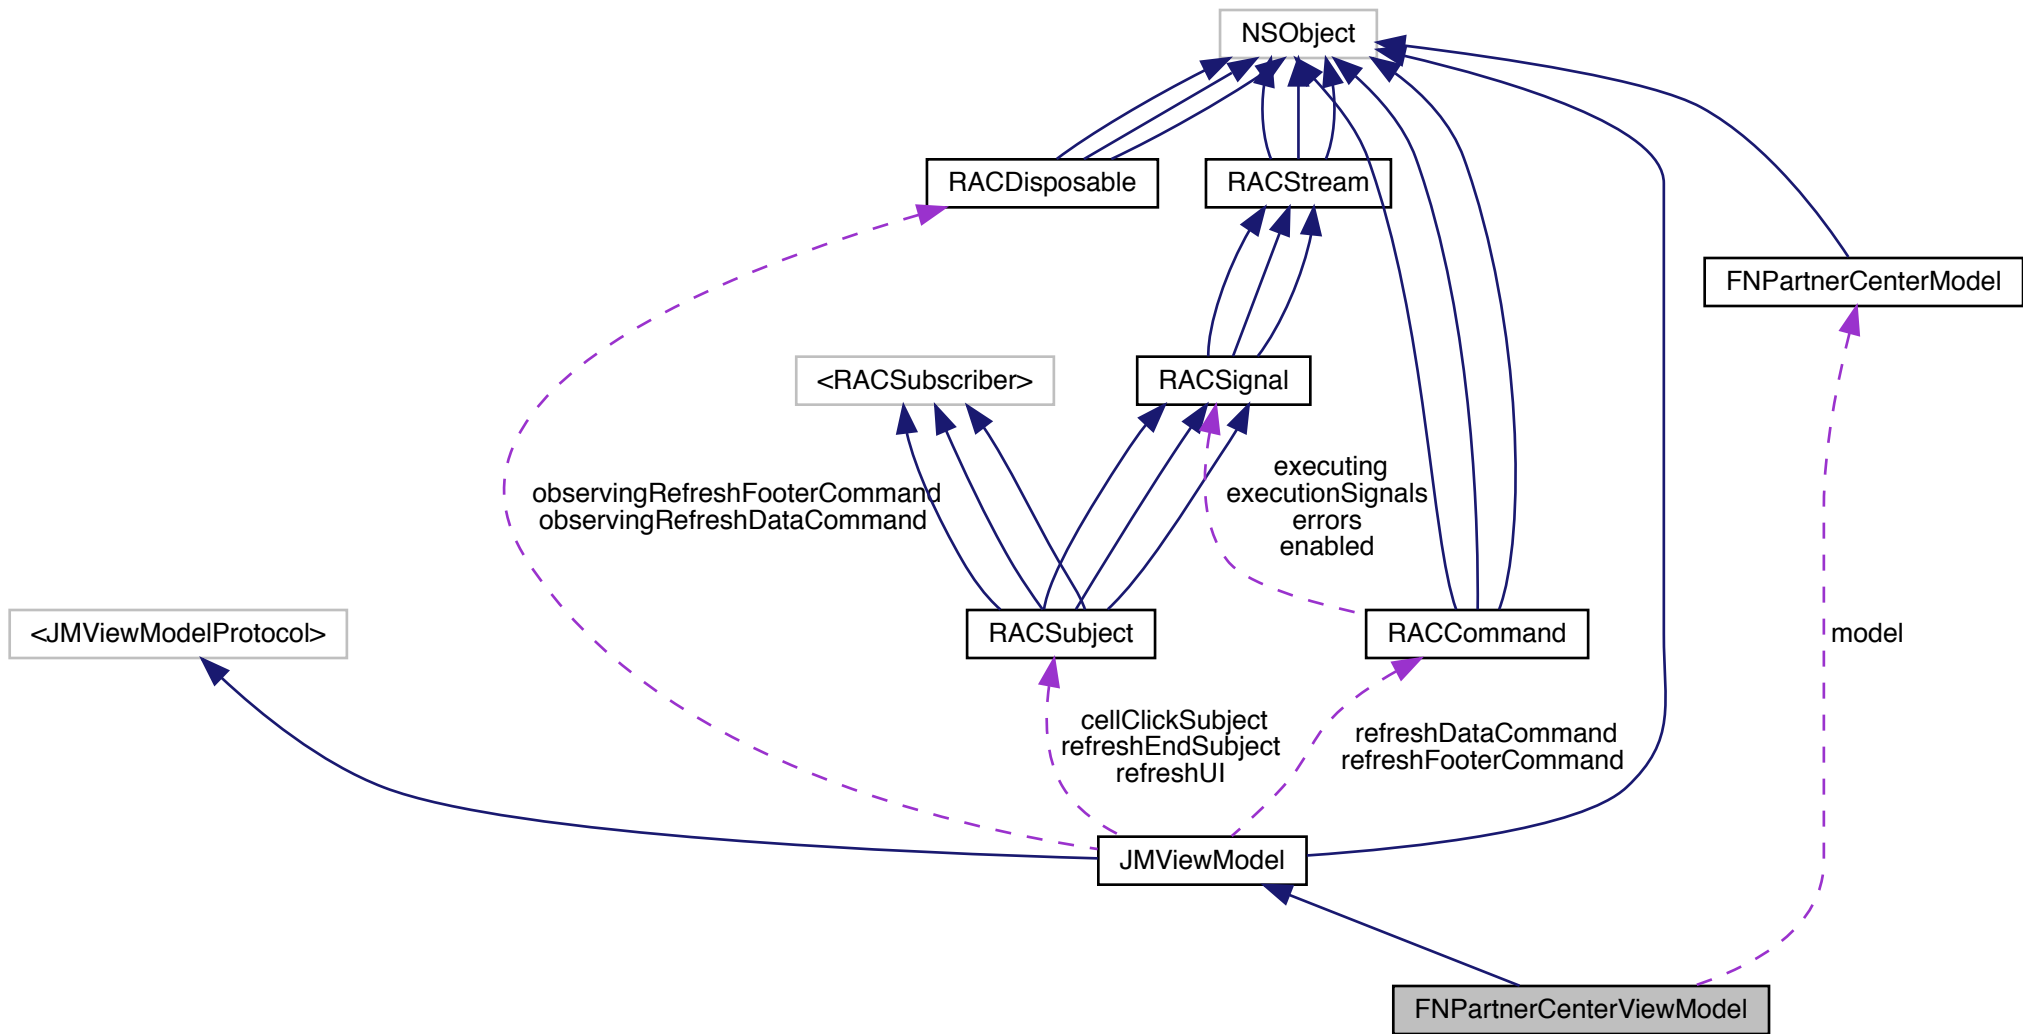 NSObject
RACDisposable
RACStream
FNPartnerCenterModel
<RACSubscriber>
RACSignal
observingRefreshFooterCommand
observingRefreshDataCommand
executing
executionSignals
errors
enabled
<JMViewModelProtocol>
RACSubject
RACCommand
model
cellClickSubject
refreshEndSubject
refreshUI
refreshDataCommand
refreshFooterCommand
JMViewModel
FNPartnerCenterViewModel